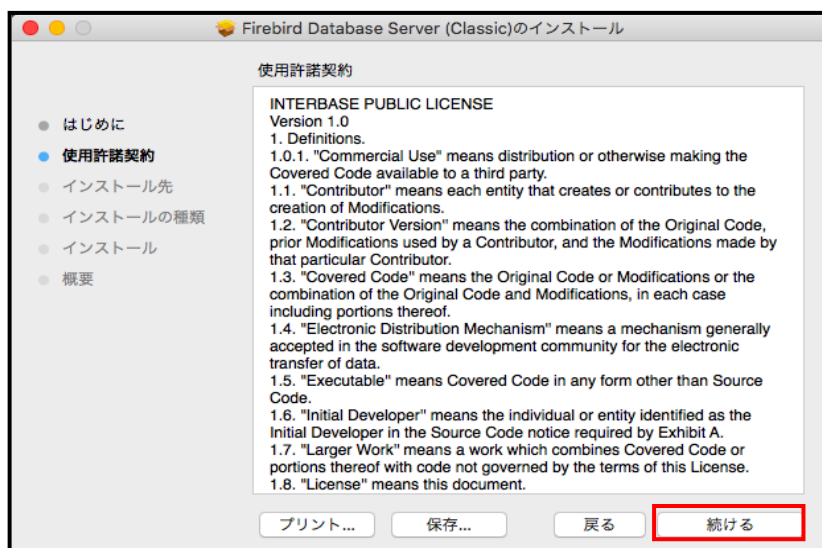 Firebird Database Server (Classic)のインストール
使用許諾契約
はじめに
使用許諾契約
インストール先
インストールの種類
インストール
概要
INTERBASE PUBLIC LICENSE
Version 1.0
1. Definitions.
1.0.1. "Commercial Use" means distribution or otherwise making the
Covered Code available to a third party.
1.1. "Contributor" means each entity that creates or contributes to the
creation of Modifications.
1.2. "Contributor Version" means the combination of the Original Code,
prior Modifications used by a Contributor, and the Modifications made by
that particular Contributor.
1.3. "Covered Code" means the Original Code or Modifications or the
combination of the Original Code and Modifications, in each case
including portions thereof.
1.4. "Electronic Distribution Mechanism" means a mechanism generally
accepted in the software development community for the electronic
transfer of data.
1.5. "Executable" means Covered Code in any form other than Source
Code.
1.6. "Initial Developer" means the individual or entity identified as the
Initial Developer in the Source Code notice required by Exhibit A.
1.7. "Larger Work" means a work which combines Covered Code or
portions thereof with code not governed by the terms of this License.
1.8. "License" means this document.
プリント... 保存... 戻る 続ける